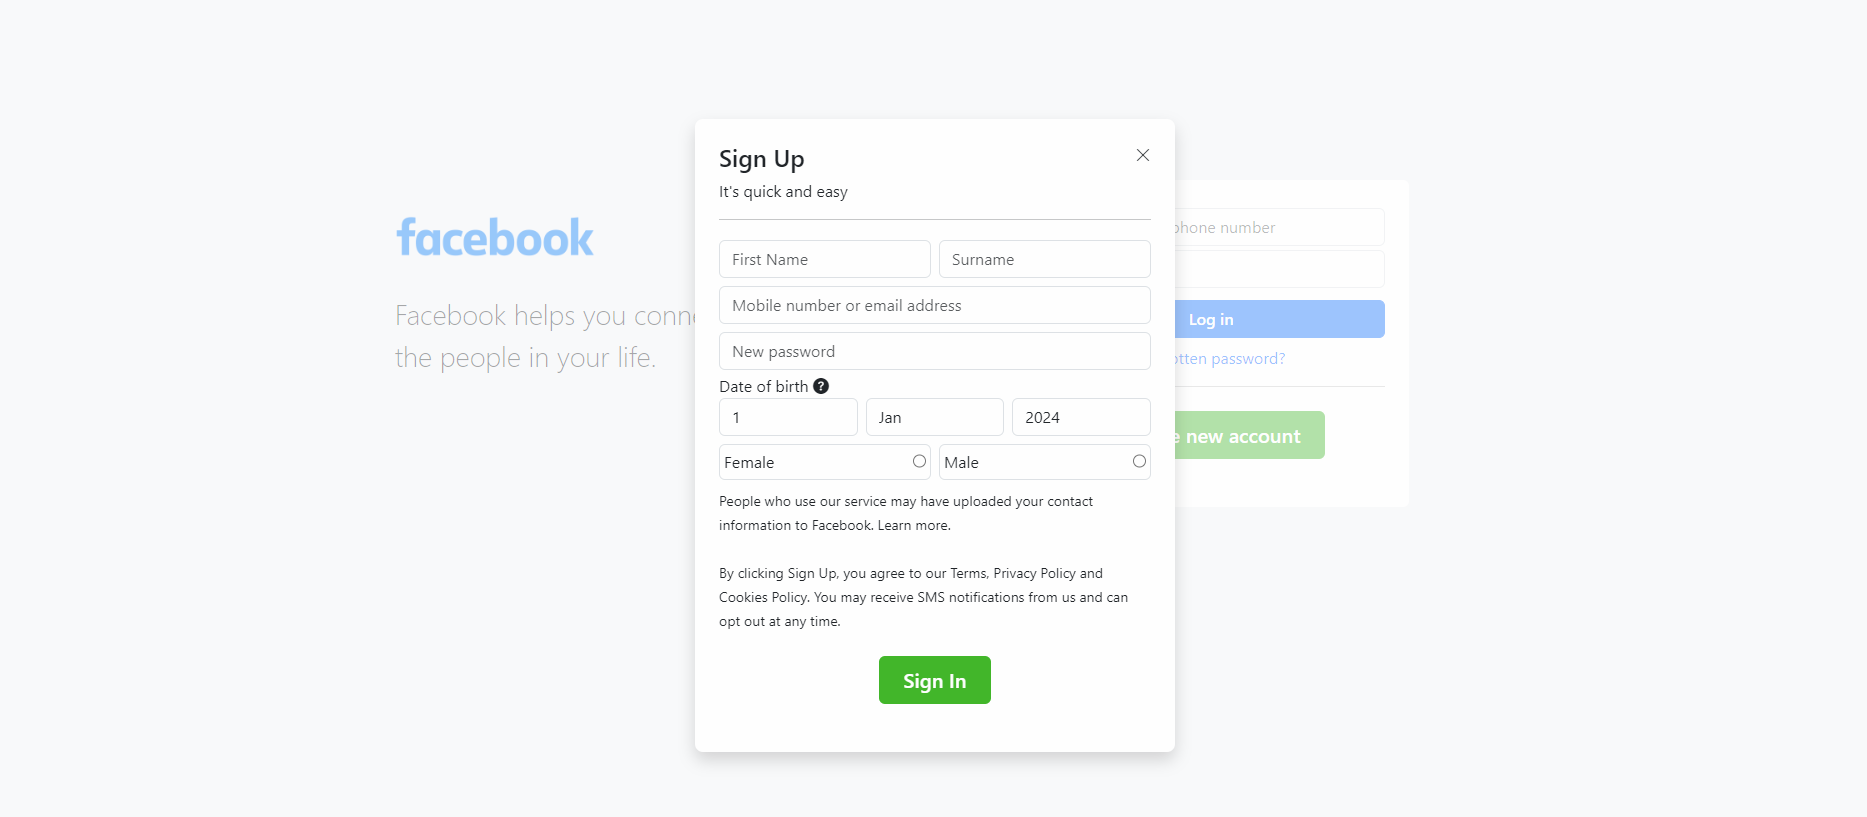 facebook
Facebook helps you conne
the people in your life.
Sign Up
It's quick and easy
First Name Surname
Mobile number or email address
New password
Date of birth ?
1 Jan 2024
Female Male
People who use our service may have uploaded your contact
information to Facebook. Learn more.
By clicking Sign Up, you agree to our Terms, Privacy Policy and
Cookies Policy. You may receive SMS notifications from us and can
opt out at any time.
Sign In
phone number
Log in
otten password?
e new account